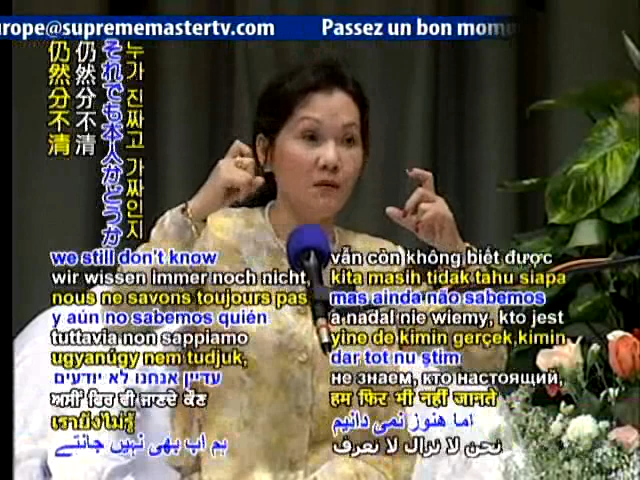 urope@suprememastertv.com Passez un bon
누가 진짜고 가짜인지
それでも本人かどうか
仍然分不清
仍然分不清
we still don't know
wir wissen immer noch nicht,
nous ne savons toujours pas
y aún no sabemos quién
tuttavia non sappiamo
ugyanúgy nem tudjuk,
עדיין אנחנו לא יודעים
ਅਸੀਂ ਫਿਰ ਵੀ ਜਾਣਦੇ ਕੌਣ
เรายังไม่รู้
ہم اب بھی نہیں جانتے
vẫn còn không biết được
kita masih tidak tahu siapa
mas ainda não sabemos
a nadal nie wiemy, kto jest
yine de kimin gerçek,kimin
dar tot nu ştim
не знаем, кто настоящий,
हम फिर भी नहीं जानते
اما هنوز نمی دانیم
نحن لا نزال لا نعرف